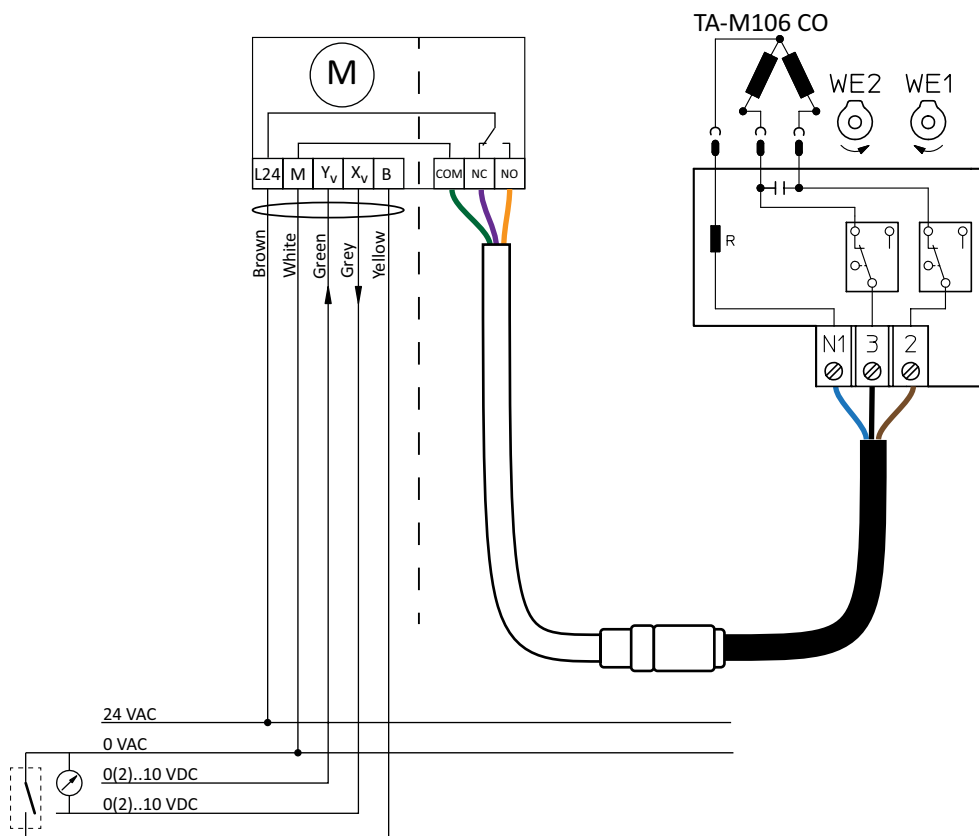 TA-M106 CO
M
WE2 WE1
L24 M Yv Xv B COM NC NO
Brown
White
Green
Grey
Yellow
R
N1 3 2
24 VAC
0 VAC
0(2)..10 VDC
0(2)..10 VDC